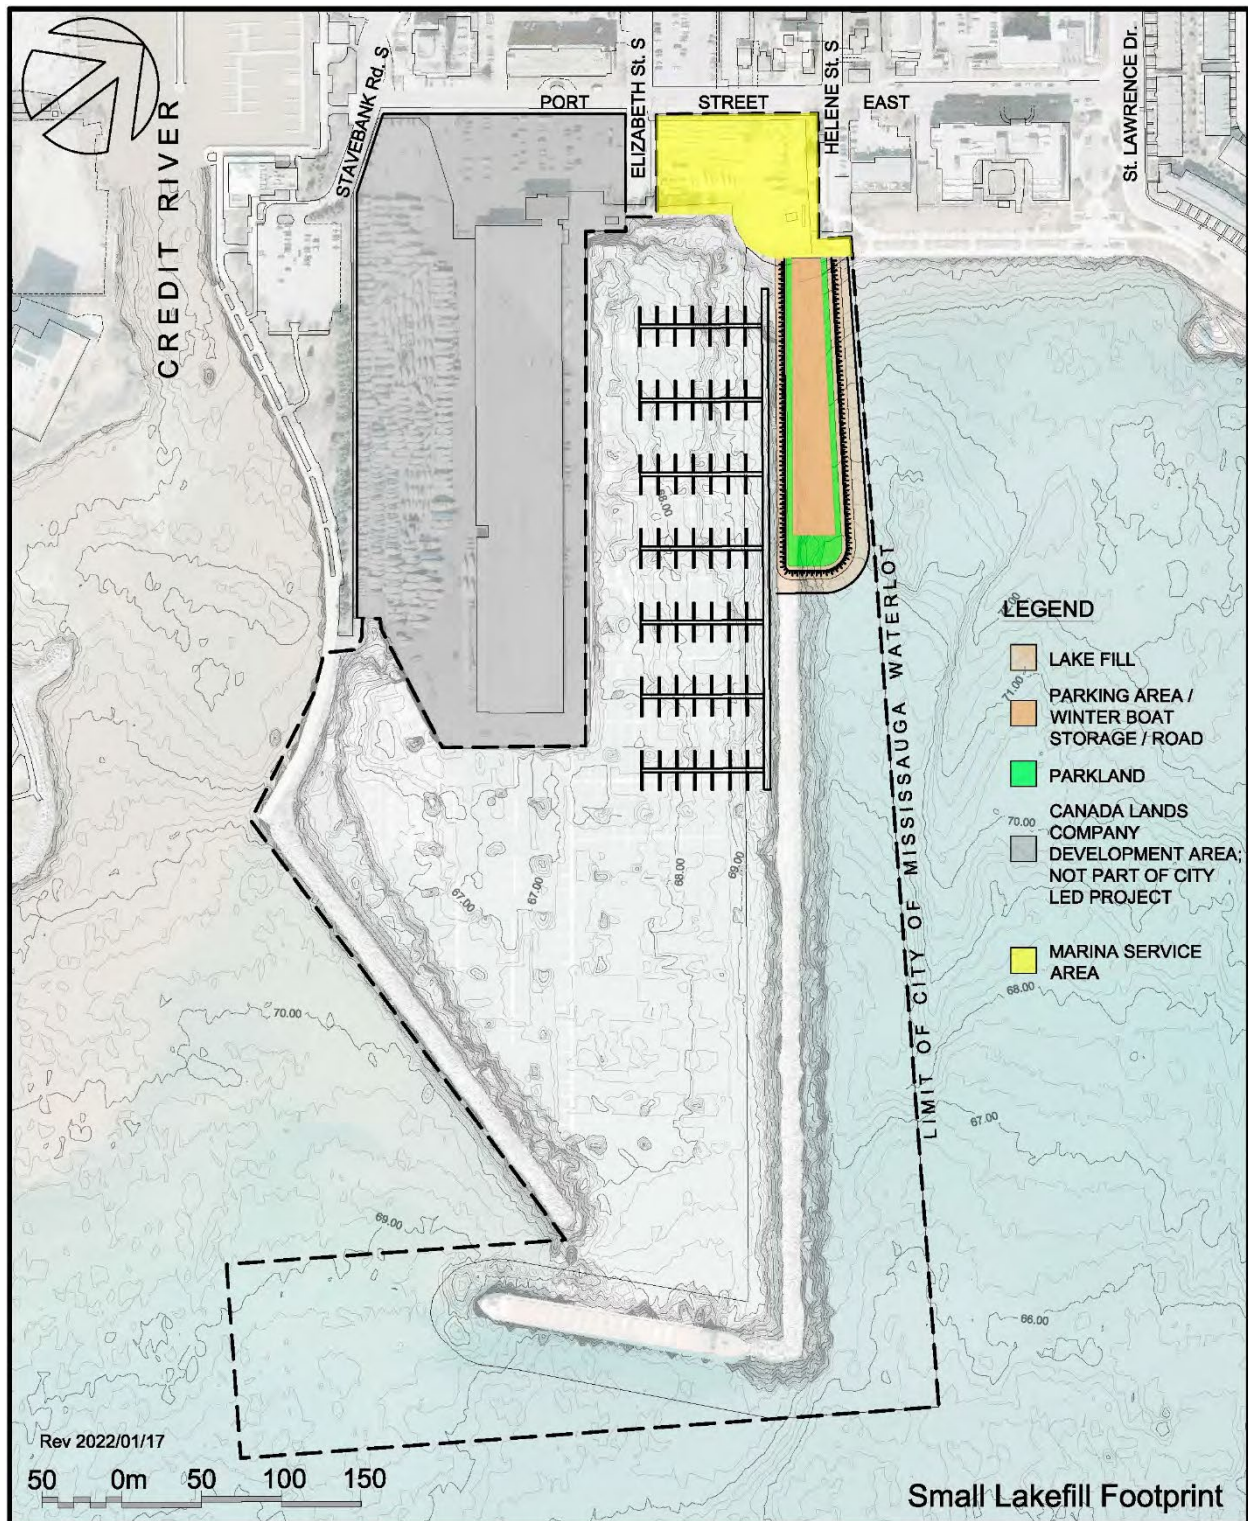 STAVEBANK Rd. S
ELIZABETH St. S
HELENE St. S
St. LAWRENCE Dr.
PORT STREET EAST
CREDIT RIVER
68.00
LIMIT OF CITY OF MISSISSAUGA WATERLOT
LEGEND
LAKE FILL
71.00
PARKING AREA /
WINTER BOAT
STORAGE / ROAD
PARKLAND
70.00
CANADA LANDS
COMPANY
DEVELOPMENT AREA;
NOT PART OF CITY
LED PROJECT
MARINA SERVICE
AREA
67.00
67.00
68.00
69.00
70.00
68.00
67.00
69.00
66.00
Rev 2022/01/17
50 0m 50 100 150
Small Lakefill Footprint